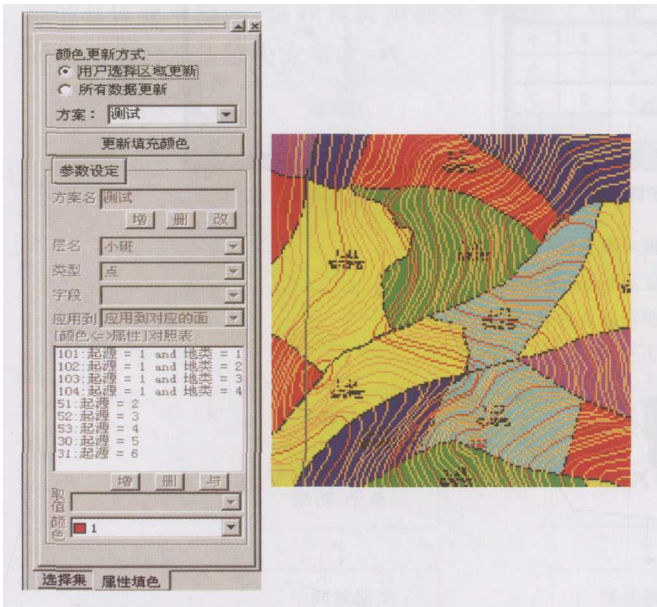 颜色更新方式
用户选择区域更新
所有数据更新
方案： 测试
更新填充颜色
参数设定
方案名 测试
增 删 改
层名 小班
类型 点
字段
应用到 应用到对应的面
[颜色<=>属性]对照表
101:起源 = 1 and 地类 = 1
102:起源 = 1 and 地类 = 2
103:起源 = 1 and 地类 = 3
104:起源 = 1 and 地类 = 4
51:起源 = 2
52:起源 = 3
53:起源 = 4
30:起源 = 5
31:起源 = 6
增 删 与
取值
颜色 1
选择集 属性填色